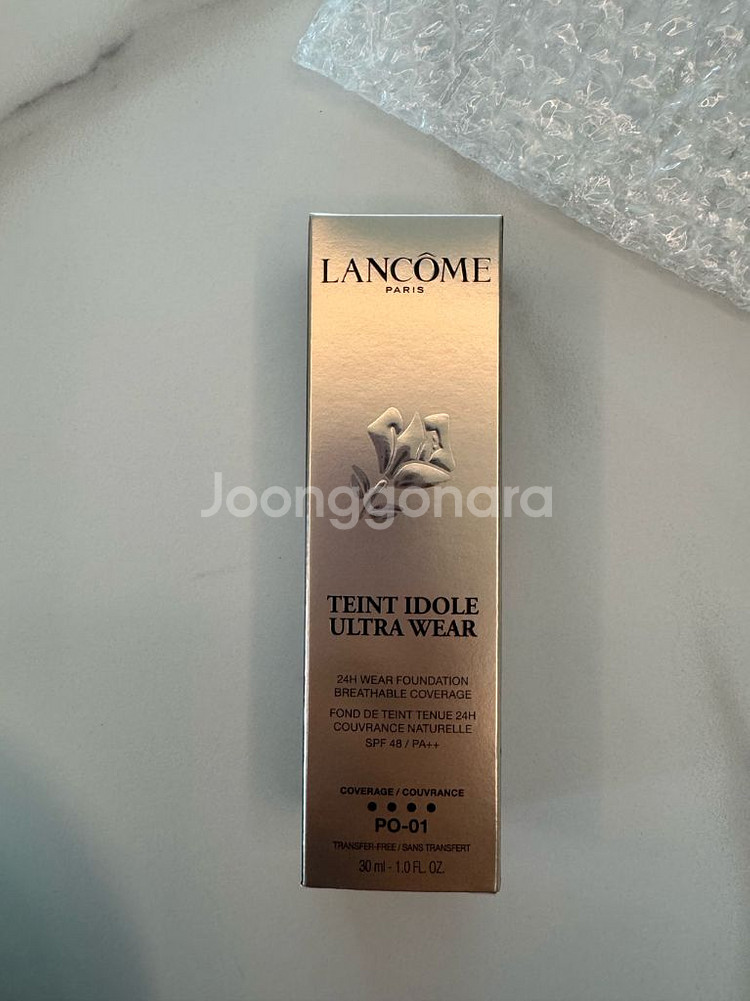 LANCÔME
PARIS
Joonggonara
TEINT IDOLE
ULTRA WEAR
24H WEAR FOUNDATION
BREATHABLE COVERAGE
FOND DE TEINT TENUE 24H
COUVRANCE NATURELLE
SPF 48 / PA++
COVERAGE / COUVRANCE
PO-01
TRANSFER-FREE / SANS TRANSFERT
30 ml - 1.0 FL. OZ.